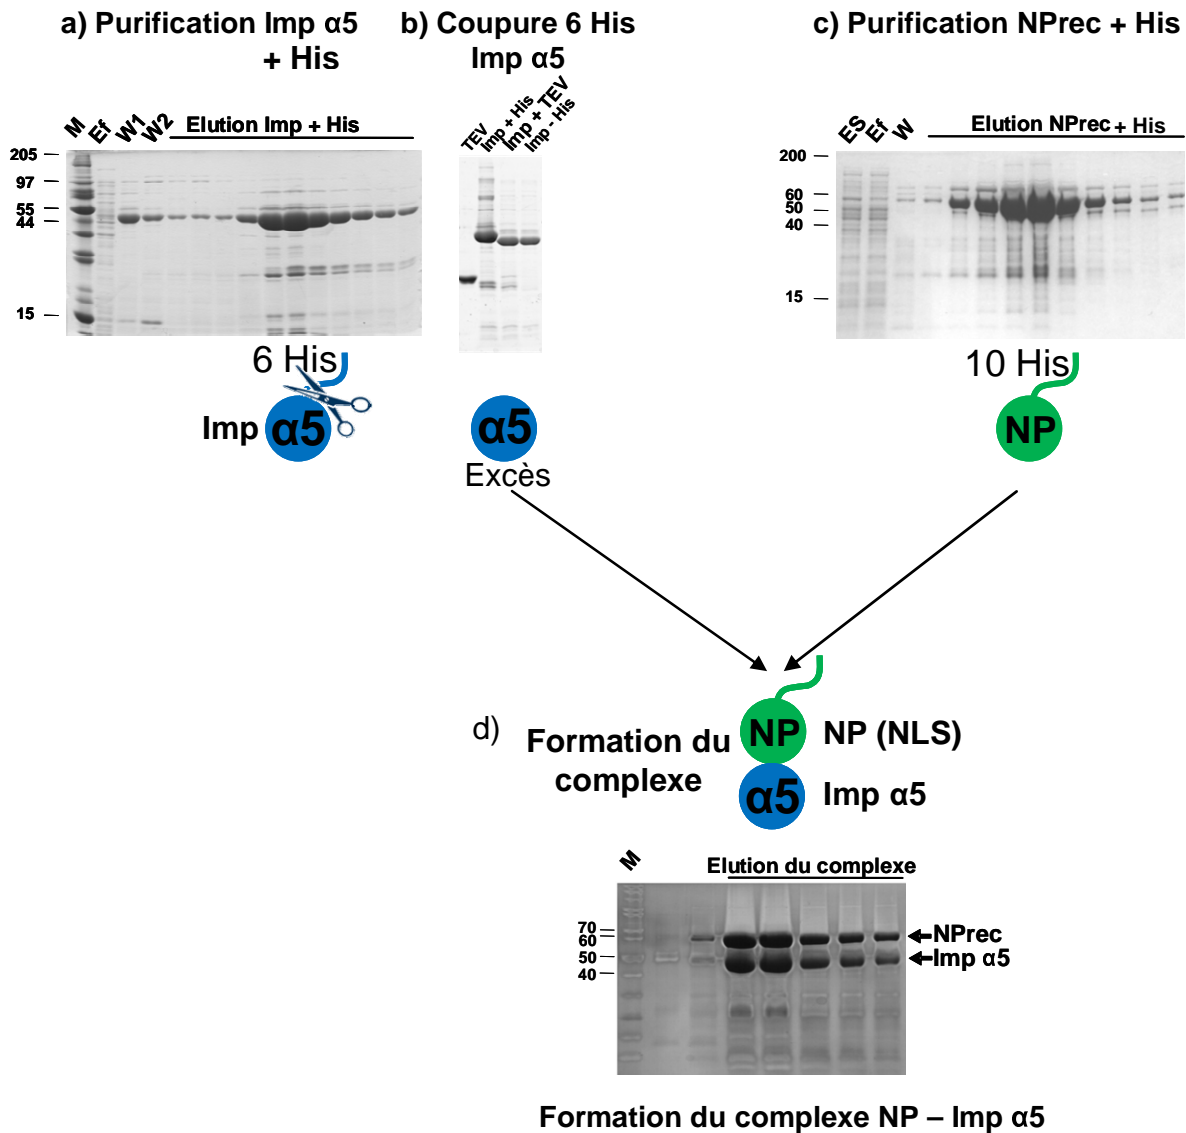 a) Purification Imp α5
+ His
b) Coupure 6 His
Imp α5
c) Purification NPrec + His
M
Ef
W1
W2
Elution Imp + His
205
97
55
44
15
TEV
Imp + His
Imp + TEV
Imp - His
ES
Ef
W
Elution NPrec + His
200
60
50
40
15
6 His
Imp α5
α5
Excès
10 His
NP
d)
Formation du
complexe
NP
NP (NLS)
α5
Imp α5
M
Elution du complexe
70
60
50
40
NPrec
Imp α5
Formation du complexe NP – Imp α5